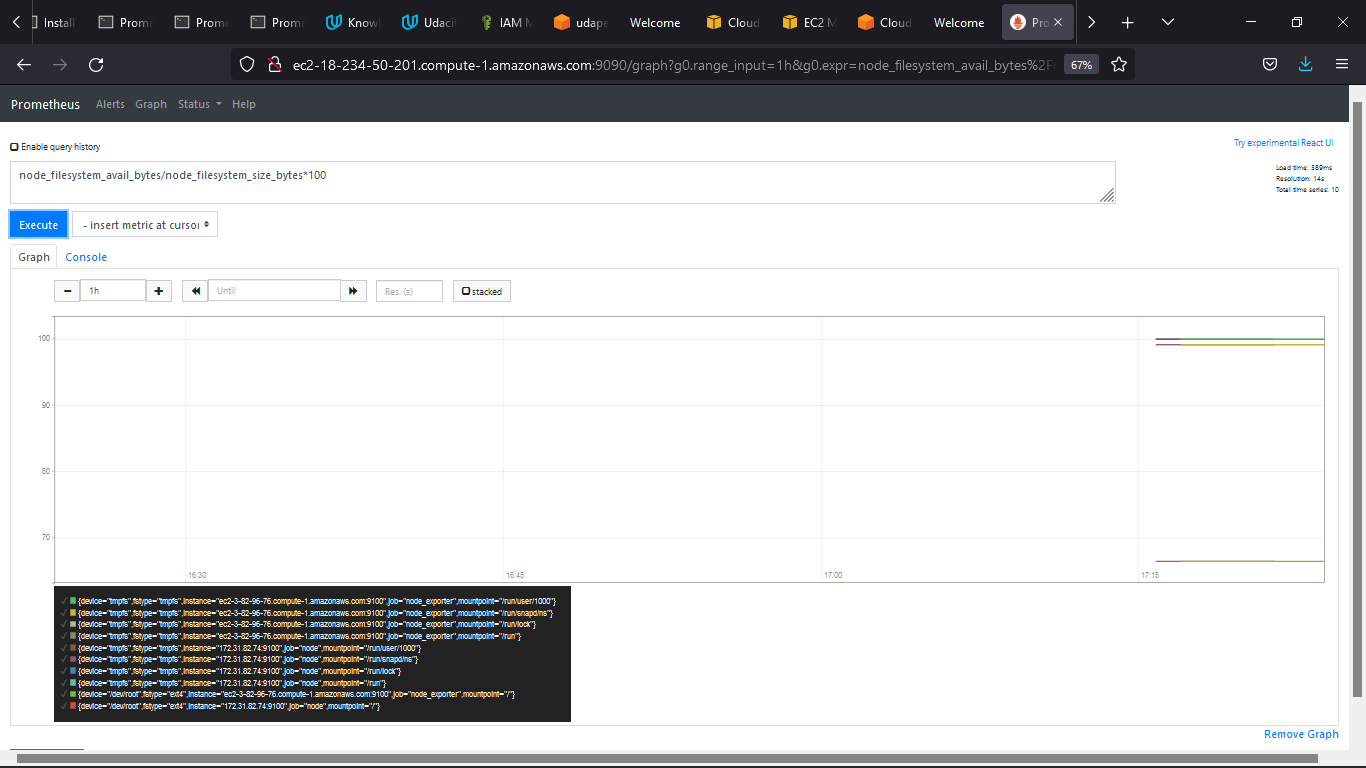 Install
Prome
Prome
Prome
Knowl
Udaci
IAM M
udape
Welcome
Cloud
EC2 M
Cloud
Welcome
Pro
ec2-18-234-50-201.compute-1.amazonaws.com:9090/graph?g0.range_input=1h&g0.expr=node_filesystem_avail_bytes%2F
67%
Prometheus Alerts Graph Status Help
Enable query history
Try experimental React UI
node_filesystem_avail_bytes/node_filesystem_size_bytes*100
Load time: 389ms
Resolution: 14s
Total time series: 10
Execute
- insert metric at cursor
Graph Console
1h Until Res. (s) stacked
100
90
80
70
16:30 16:45 17:00 17:15
{device="tmpfs",fstype="tmpfs",instance="ec2-3-82-96-76.compute-1.amazonaws.com:9100",job="node_exporter",mountpoint="/run/user/1000"}
{device="tmpfs",fstype="tmpfs",instance="ec2-3-82-96-76.compute-1.amazonaws.com:9100",job="node_exporter",mountpoint="/run/snapd/ns"}
{device="tmpfs",fstype="tmpfs",instance="ec2-3-82-96-76.compute-1.amazonaws.com:9100",job="node_exporter",mountpoint="/run/lock"}
{device="tmpfs",fstype="tmpfs",instance="ec2-3-82-96-76.compute-1.amazonaws.com:9100",job="node_exporter",mountpoint="/run"}
{device="tmpfs",fstype="tmpfs",instance="172.31.82.74:9100",job="node",mountpoint="/run/user/1000"}
{device="tmpfs",fstype="tmpfs",instance="172.31.82.74:9100",job="node",mountpoint="/run/snapd/ns"}
{device="tmpfs",fstype="tmpfs",instance="172.31.82.74:9100",job="node",mountpoint="/run/lock"}
{device="tmpfs",fstype="tmpfs",instance="172.31.82.74:9100",job="node",mountpoint="/run"}
{device="/dev/root",fstype="ext4",instance="ec2-3-82-96-76.compute-1.amazonaws.com:9100",job="node_exporter",mountpoint="/"}
{device="/dev/root",fstype="ext4",instance="172.31.82.74:9100",job="node",mountpoint="/"}
Remove Graph